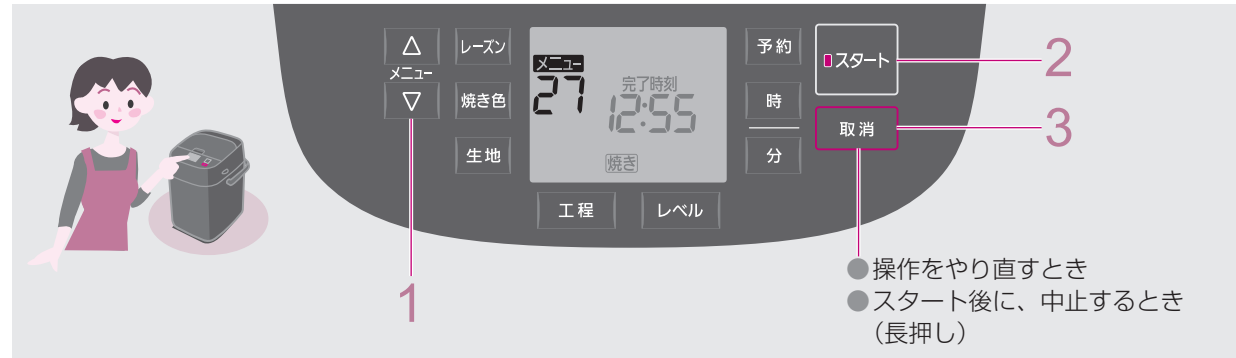 △
メニュー
▽
レーズン
焼き色
生地
メニュー
27
完了時刻
12:55
焼き
工程
レベル
予約
時
分
スタート
取消
1
2
3
●操作をやり直すとき
●スタート後に、中止するとき
（長押し）